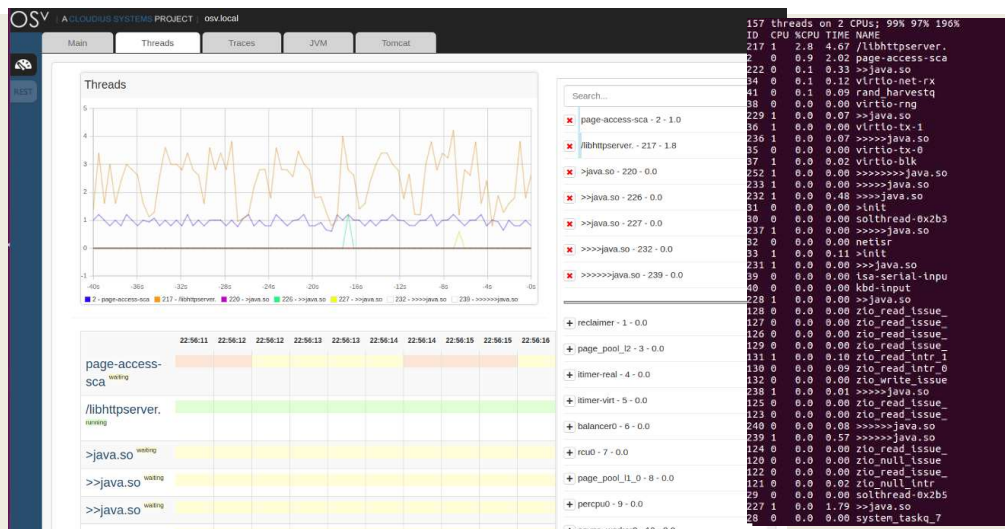 OSv | A CLOUDIUS SYSTEMS PROJECT | osv.local
Main Threads Traces JVM Tomcat
REST
Threads
5
4
3
2
1
0
-1
-40s -36s -32s -28s -24s -20s -16s -12s -8s -4s -0s
2 - page-access-sca 217 - /libhttpserver. 220 - >java.so 226 - >>java.so 227 - >>java.so 232 - >>>>java.so 239 - >>>>>>java.so
22:56:11 22:56:12 22:56:12 22:56:13 22:56:13 22:56:14 22:56:14 22:56:15 22:56:15 22:56:16
page-access-
sca waiting
/libhttpserver.
running
>java.so waiting
>>java.so waiting
>>java.so waiting
Search...
page-access-sca - 2 - 1.0
/libhttpserver. - 217 - 1.8
>java.so - 220 - 0.0
>>java.so - 226 - 0.0
>>java.so - 227 - 0.0
>>>>java.so - 232 - 0.0
>>>>>>java.so - 239 - 0.0
+ reclaimer - 1 - 0.0
+ page_pool_l2 - 3 - 0.0
+ itimer-real - 4 - 0.0
+ itimer-virt - 5 - 0.0
+ balancer0 - 6 - 0.0
+ rcu0 - 7 - 0.0
+ page_pool_l1_0 - 8 - 0.0
+ percpu0 - 9 - 0.0
157 threads on 2 CPUs; 99% 97% 196%
ID CPU %CPU TIME NAME
217 1 2.8 4.67 /libhttpserver.
2 0 0.9 2.02 page-access-sca
222 0 0.1 0.33 >>java.so
34 0 0.1 0.12 virtio-net-rx
41 0 0.1 0.09 rand_harvestq
38 0 0.0 0.00 virtio-rng
229 1 0.0 0.07 >>java.so
36 1 0.0 0.00 virtio-tx-1
236 1 0.0 0.07 >>>>>java.so
35 0 0.0 0.00 virtio-tx-0
37 1 0.0 0.02 virtio-blk
252 1 0.0 0.00 >>>>>>>>java.so
233 1 0.0 0.00 >>>>>java.so
232 1 0.0 0.48 >>>>java.so
31 0 0.0 0.00 >init
30 0 0.0 0.00 solthread-0x2b3
237 1 0.0 0.00 >>>>>java.so
32 0 0.0 0.00 netisr
33 1 0.0 0.11 >init
231 1 0.0 0.00 >>>java.so
39 0 0.0 0.00 isa-serial-inpu
40 0 0.0 0.00 kbd-input
228 1 0.0 0.00 >>java.so
128 0 0.0 0.00 zio_read_issue_
127 0 0.0 0.00 zio_read_issue_
126 0 0.0 0.00 zio_read_issue_
129 0 0.0 0.00 zio_read_issue_
131 1 0.0 0.10 zio_read_intr_1
130 0 0.0 0.09 zio_read_intr_0
132 0 0.0 0.00 zio_write_issue
238 1 0.0 0.01 >>>>>java.so
125 0 0.0 0.00 zio_read_issue_
123 0 0.0 0.00 zio_read_issue_
240 0 0.0 0.08 >>>>>>java.so
239 1 0.0 0.57 >>>>>>java.so
124 0 0.0 0.00 zio_read_issue_
120 0 0.0 0.00 zio_null_issue
122 0 0.0 0.00 zio_read_issue_
121 0 0.0 0.02 zio_null_intr
29 0 0.0 0.00 solthread-0x2b5
227 1 0.0 1.79 >>java.so
28 0 0.0 0.00 system_taskq_7